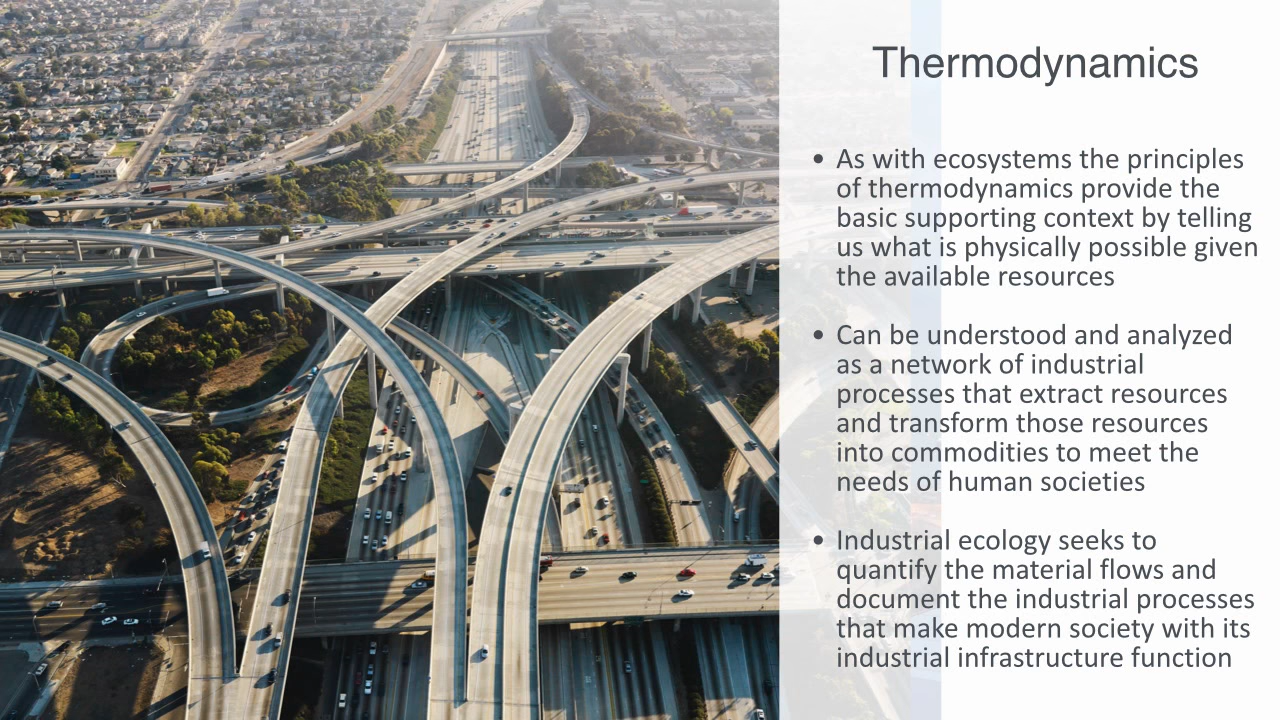 Thermodynamics
• As with ecosystems the principles
of thermodynamics provide the
basic supporting context by telling
us what is physically possible given
the available resources
• Can be understood and analyzed
as a network of industrial
processes that extract resources
and transform those resources
into commodities to meet the
needs of human societies
• Industrial ecology seeks to
quantify the material flows and
document the industrial processes
that make modern society with its
industrial infrastructure function